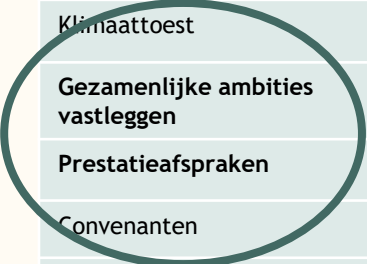 Klimaattoest
Gezamenlijke ambities
vastleggen
Prestatieafspraken
Convenanten